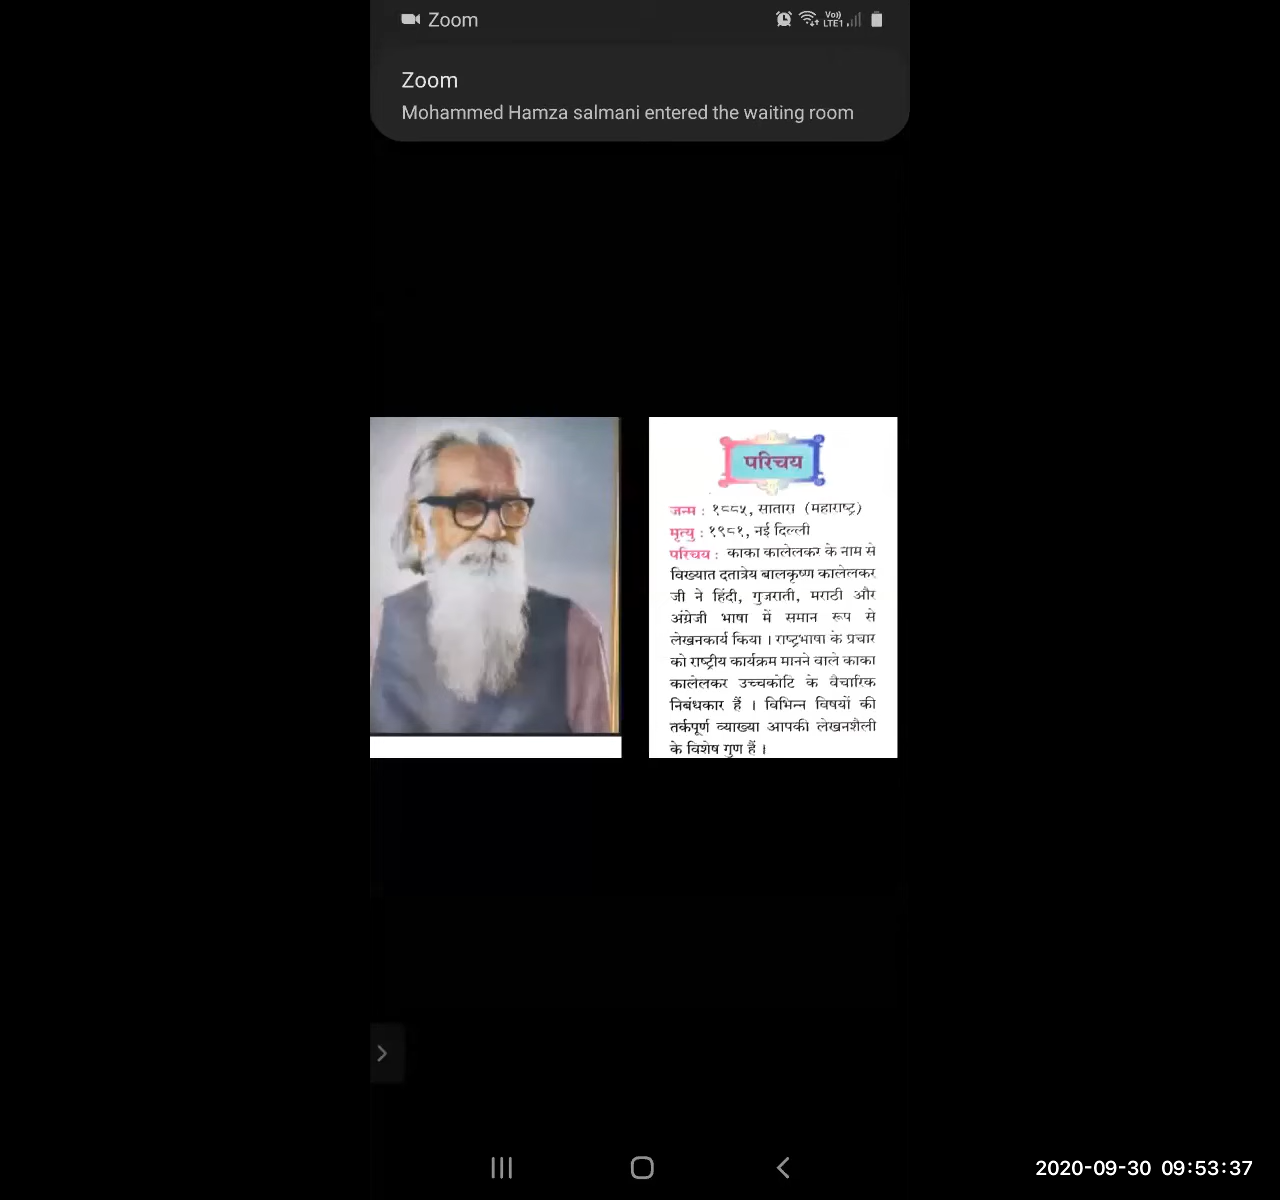 Zoom
Vo)) LTE1
Zoom
Mohammed Hamza salmani entered the waiting room
परिचय
जन्म : १८८५, सातारा (महाराष्ट्र)
मृत्यु : १९८१, नई दिल्ली
परिचय : काका कालेलकर के नाम से
विख्यात दतात्रेय बालकृष्ण कालेलकर
जी ने हिंदी, गुजराती, मराठी और
अंग्रेजी भाषा में समान रूप से
लेखनकार्य किया । राष्ट्रभाषा के प्रचार
को राष्ट्रीय कार्यक्रम मानने वाले काका
कालेलकर उच्चकोटि के वैचारिक
निबंधकार हैं । विभिन्न विषयों की
तर्कपूर्ण व्याख्या आपकी लेखनशैली
के विशेष गुण हैं ।
2020-09-30 09:53:37